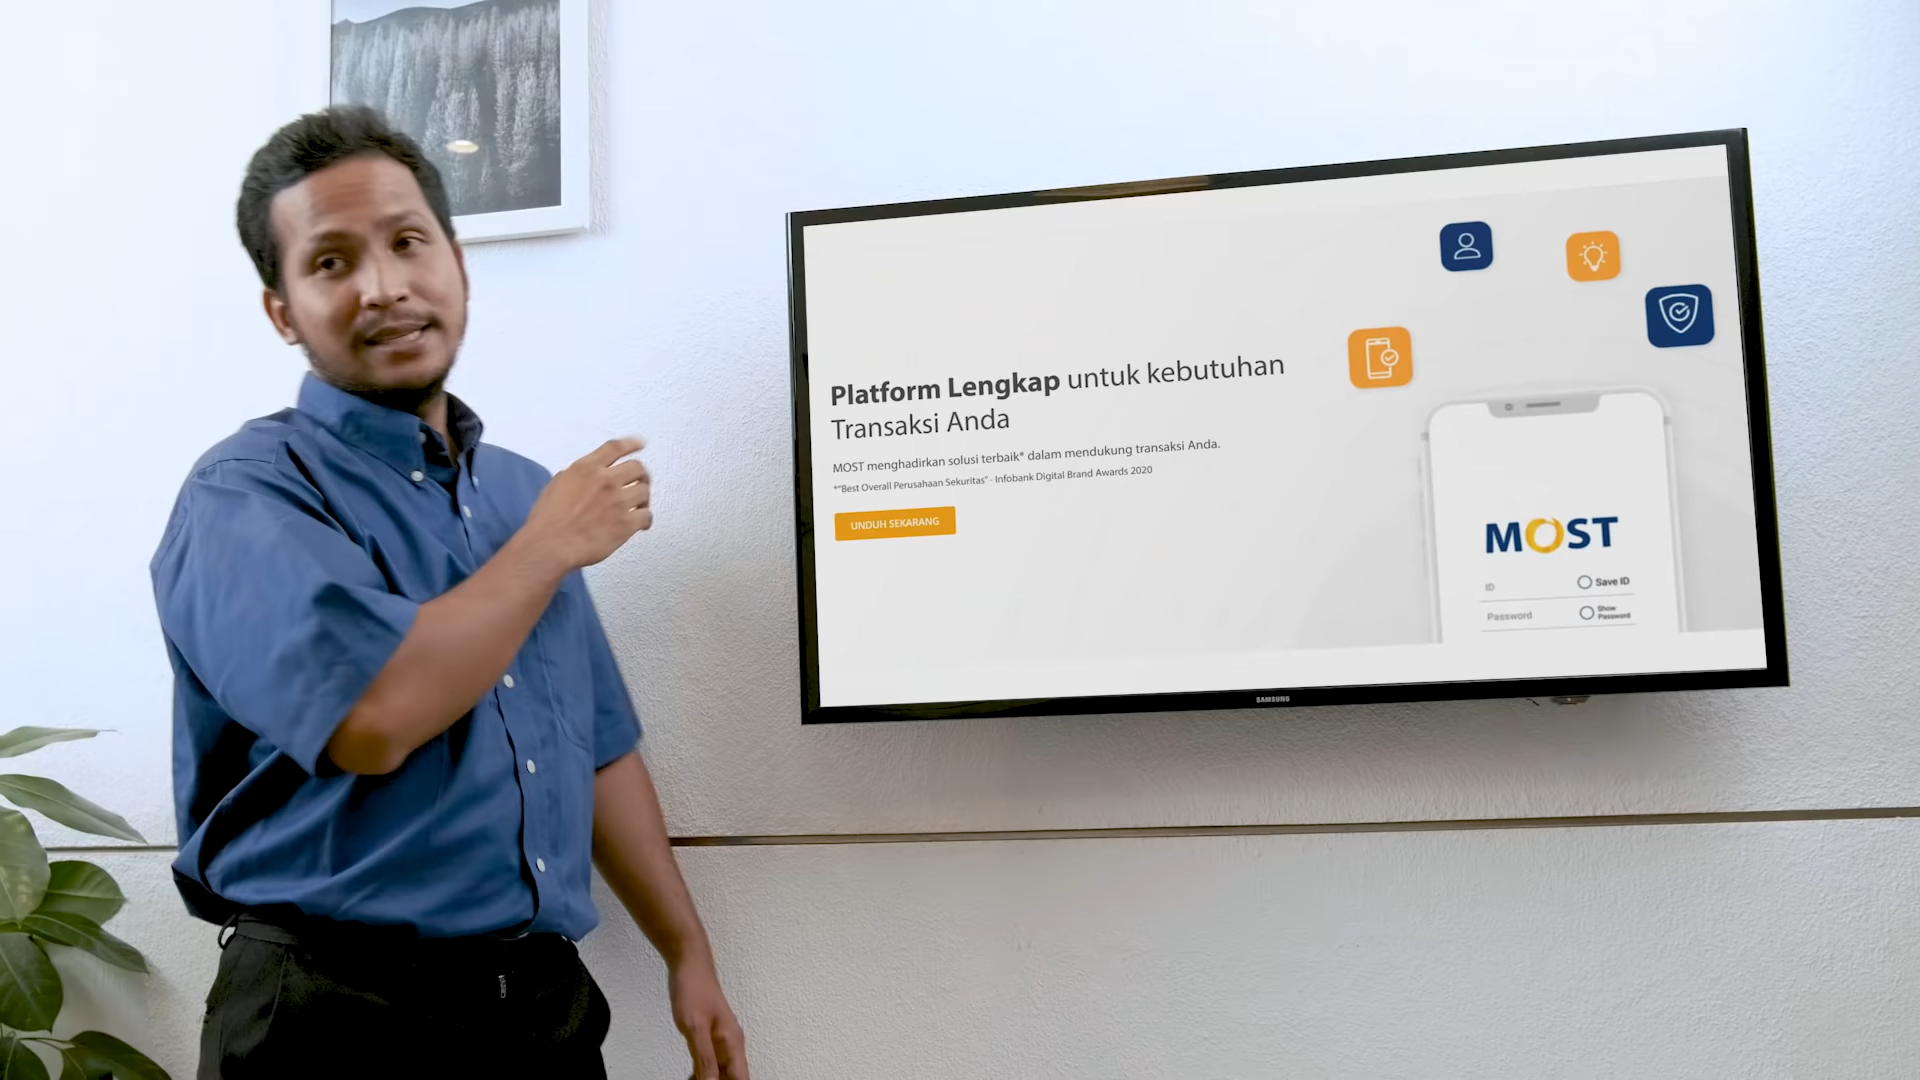 Platform Lengkap untuk kebutuhan
Transaksi Anda
MOST menghadirkan solusi terbaik* dalam mendukung transaksi Anda.
*"Best Overall Perusahaan Sekuritas" - Infobank Digital Brand Awards 2020
UNDUH SEKARANG
MOST
ID
Save ID
Password
Show
Password
SAMSUNG